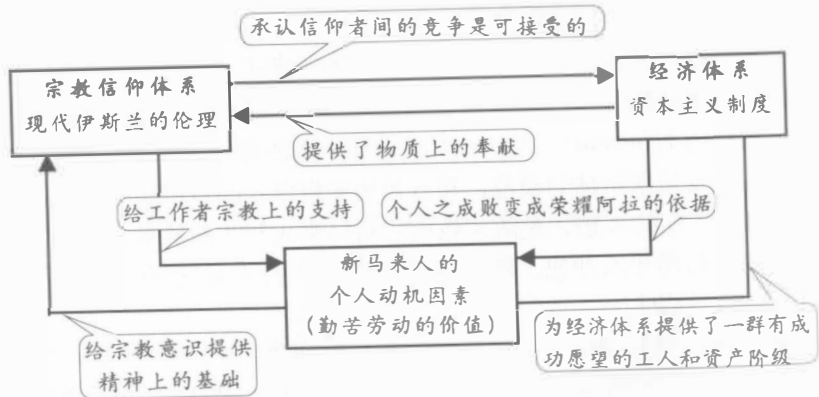 承认信仰者间的竞争是可接受的
宗教信仰体系
现代伊斯兰的伦理
经济体系
资本主义制度
提供了物质上的奉献
给工作者宗教上的支持
个人之成败变成荣耀阿拉的依据
新马来人的
个人动机因素
(勤苦劳动的价值)
给宗教意识提供
精神上的基础
为经济体系提供了一群有成
功愿望的工人和资产阶级